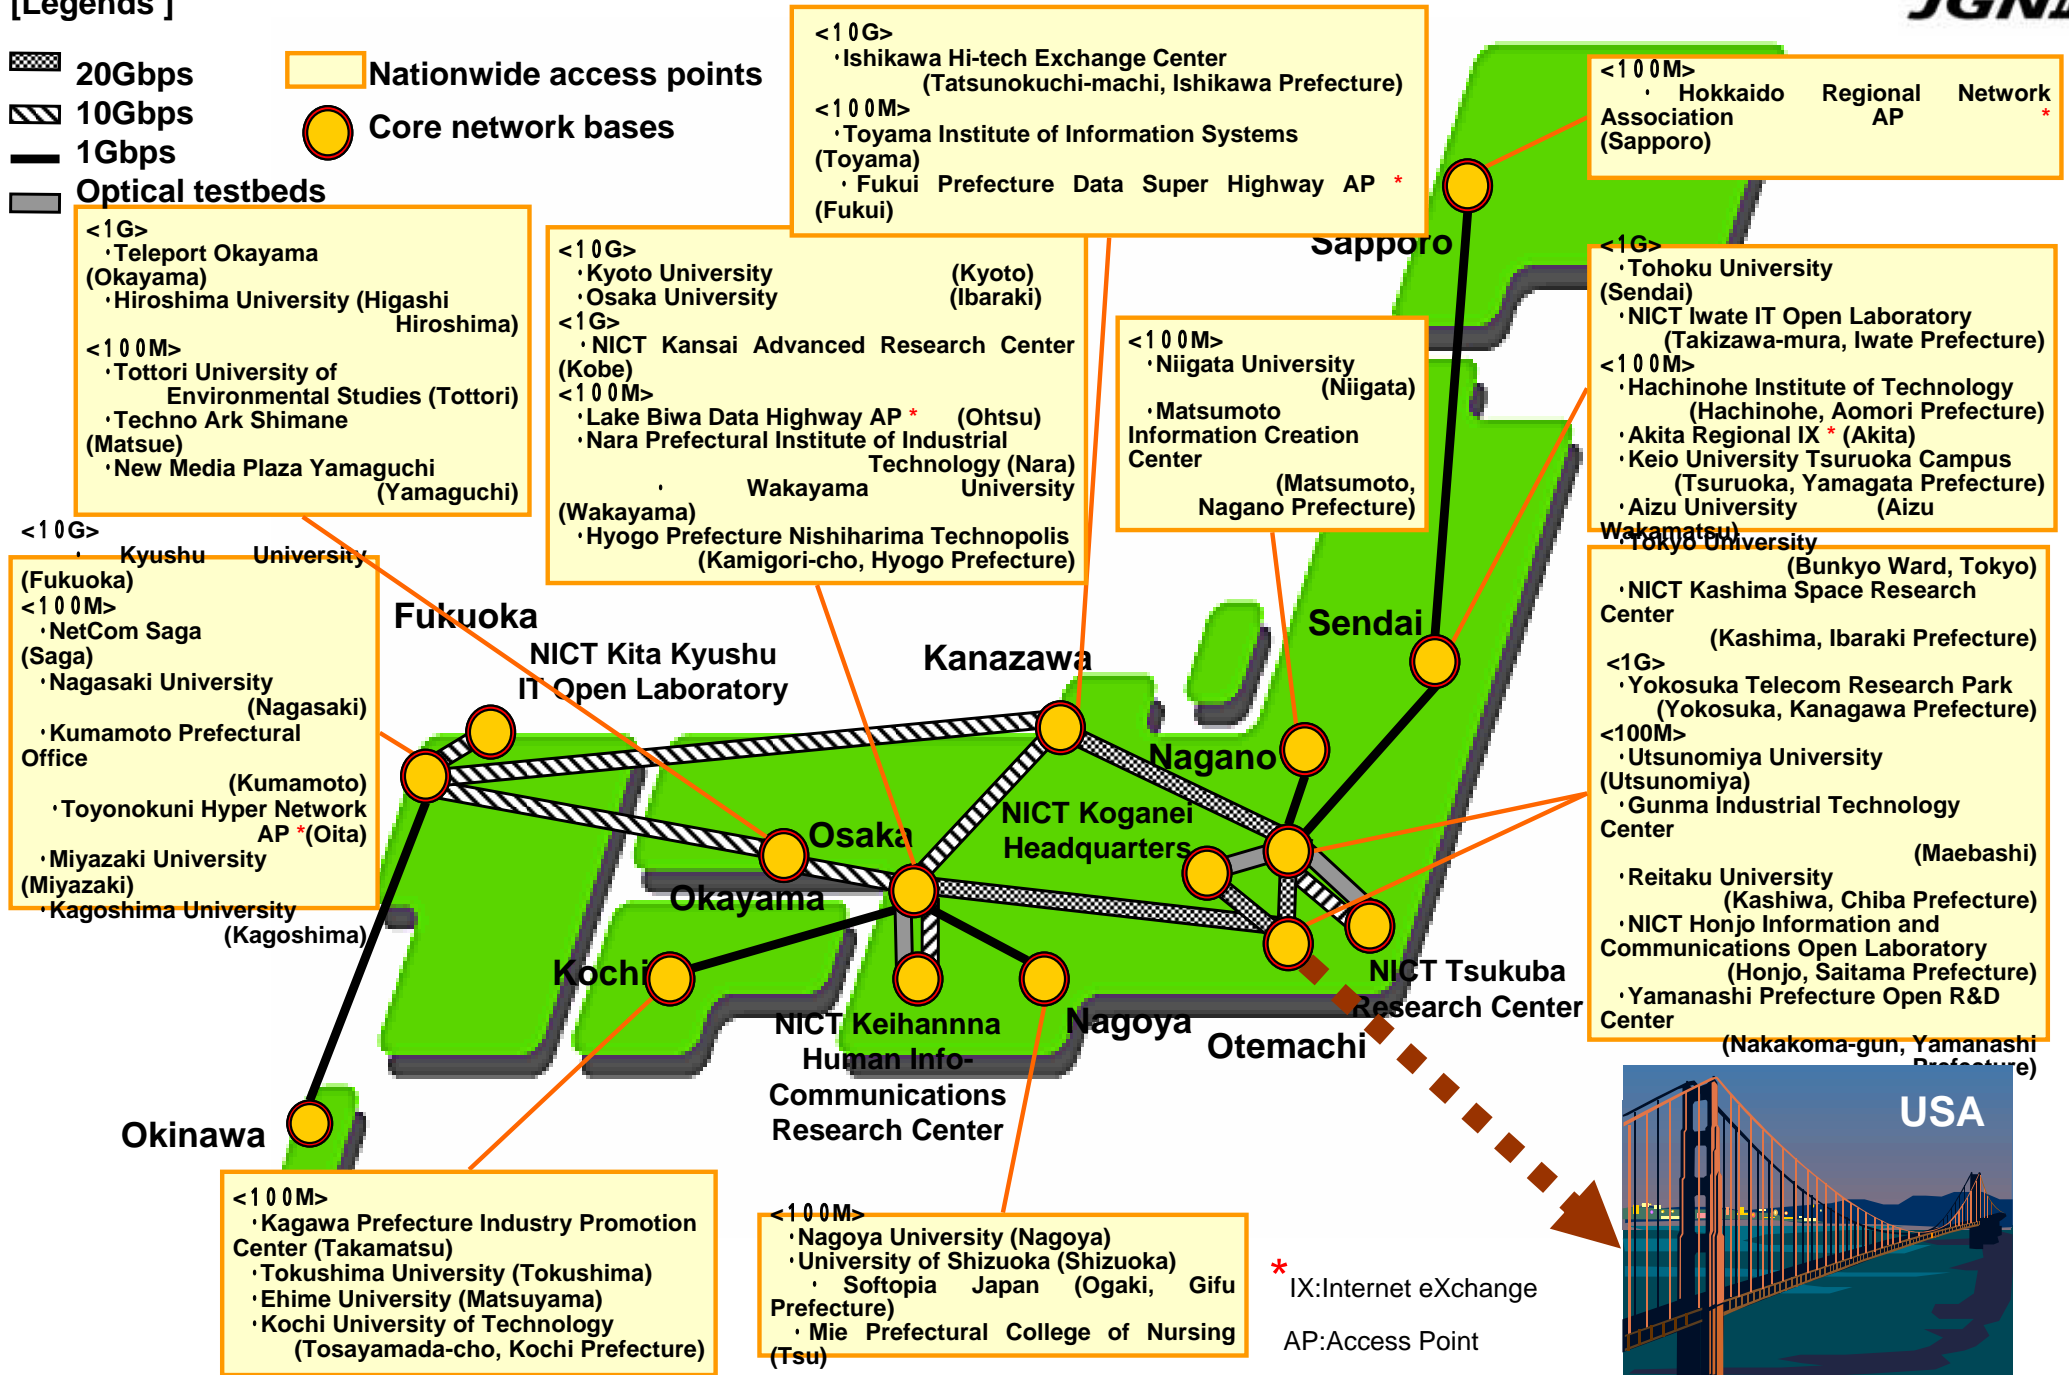 [Legends ]
20Gbps
10Gbps
1Gbps
Optical testbeds
Nationwide access points
Core network bases
<10G>
・Ishikawa Hi-tech Exchange Center
(Tatsunokuchi-machi, Ishikawa Prefecture)
<100M>
・Toyama Institute of Information Systems
(Toyama)
・Fukui Prefecture Data Super Highway AP *
(Fukui)
<100M>
・Hokkaido Regional Network
Association AP *
(Sapporo)
<1G>
・Teleport Okayama
(Okayama)
・Hiroshima University (Higashi
Hiroshima)
<100M>
・Tottori University of
Environmental Studies (Tottori)
・Techno Ark Shimane
(Matsue)
・New Media Plaza Yamaguchi
(Yamaguchi)
<10G>
・Kyoto University (Kyoto)
・Osaka University (Ibaraki)
<1G>
・NICT Kansai Advanced Research Center
(Kobe)
<100M>
・Lake Biwa Data Highway AP * (Ohtsu)
・Nara Prefectural Institute of Industrial
Technology (Nara)
・Wakayama University
(Wakayama)
・Hyogo Prefecture Nishiharima Technopolis
(Kamigori-cho, Hyogo Prefecture)
<100M>
・Niigata University
(Niigata)
・Matsumoto
Information Creation
Center
(Matsumoto,
Nagano Prefecture)
<1G>
・Tohoku University
(Sendai)
・NICT Iwate IT Open Laboratory
(Takizawa-mura, Iwate Prefecture)
<100M>
・Hachinohe Institute of Technology
(Hachinohe, Aomori Prefecture)
・Akita Regional IX * (Akita)
・Keio University Tsuruoka Campus
(Tsuruoka, Yamagata Prefecture)
・Aizu University (Aizu
Wakamatsu)
・Tokyo University
(Bunkyo Ward, Tokyo)
・NICT Kashima Space Research
Center
(Kashima, Ibaraki Prefecture)
<1G>
・Yokosuka Telecom Research Park
(Yokosuka, Kanagawa Prefecture)
<100M>
・Utsunomiya University
(Utsunomiya)
・Gunma Industrial Technology
Center
(Maebashi)
・Reitaku University
(Kashiwa, Chiba Prefecture)
・NICT Honjo Information and
Communications Open Laboratory
(Honjo, Saitama Prefecture)
・Yamanashi Prefecture Open R&D
Center
(Nakakoma-gun, Yamanashi
Prefecture)
<10G>
・Kyushu University
(Fukuoka)
<100M>
・NetCom Saga
(Saga)
・Nagasaki University
(Nagasaki)
・Kumamoto Prefectural
Office
(Kumamoto)
・Toyonokuni Hyper Network
AP *(Oita)
・Miyazaki University
(Miyazaki)
・Kagoshima University
(Kagoshima)
Sapporo
Sendai
Fukuoka
NICT Kita Kyushu
IT Open Laboratory
Kanazawa
Nagano
NICT Koganei
Headquarters
Osaka
Okayama
Kochi
NICT Keihannna
Human Info-
Communications
Research Center
Nagoya
Otemachi
NICT Tsukuba
Research Center
Okinawa
USA
<100M>
・Kagawa Prefecture Industry Promotion
Center (Takamatsu)
・Tokushima University (Tokushima)
・Ehime University (Matsuyama)
・Kochi University of Technology
(Tosayamada-cho, Kochi Prefecture)
<100M>
・Nagoya University (Nagoya)
・University of Shizuoka (Shizuoka)
・Softopia Japan (Ogaki, Gifu
Prefecture)
・Mie Prefectural College of Nursing
(Tsu)
* IX:Internet eXchange
AP:Access Point